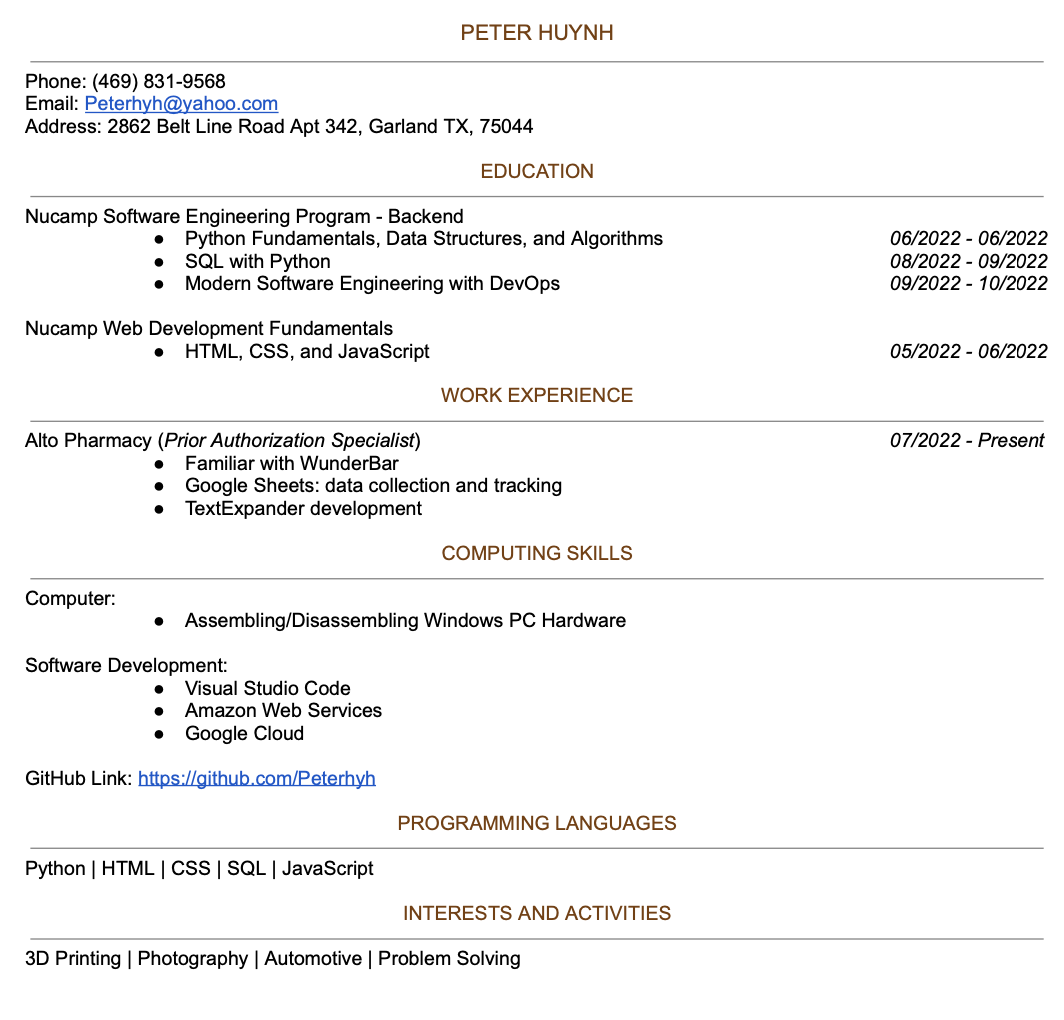 PETER HUYNH
Phone: (469) 831-9568
Email: Peterhyh@yahoo.com
Address: 2862 Belt Line Road Apt 342, Garland TX, 75044
EDUCATION
Nucamp Software Engineering Program - Backend
● Python Fundamentals, Data Structures, and Algorithms 06/2022 - 06/2022
● SQL with Python 08/2022 - 09/2022
● Modern Software Engineering with DevOps 09/2022 - 10/2022
Nucamp Web Development Fundamentals
● HTML, CSS, and JavaScript 05/2022 - 06/2022
WORK EXPERIENCE
Alto Pharmacy (Prior Authorization Specialist) 07/2022 - Present
● Familiar with WunderBar
● Google Sheets: data collection and tracking
● TextExpander development
COMPUTING SKILLS
Computer:
● Assembling/Disassembling Windows PC Hardware
Software Development:
● Visual Studio Code
● Amazon Web Services
● Google Cloud
GitHub Link: https://github.com/Peterhyh
PROGRAMMING LANGUAGES
Python | HTML | CSS | SQL | JavaScript
INTERESTS AND ACTIVITIES
3D Printing | Photography | Automotive | Problem Solving